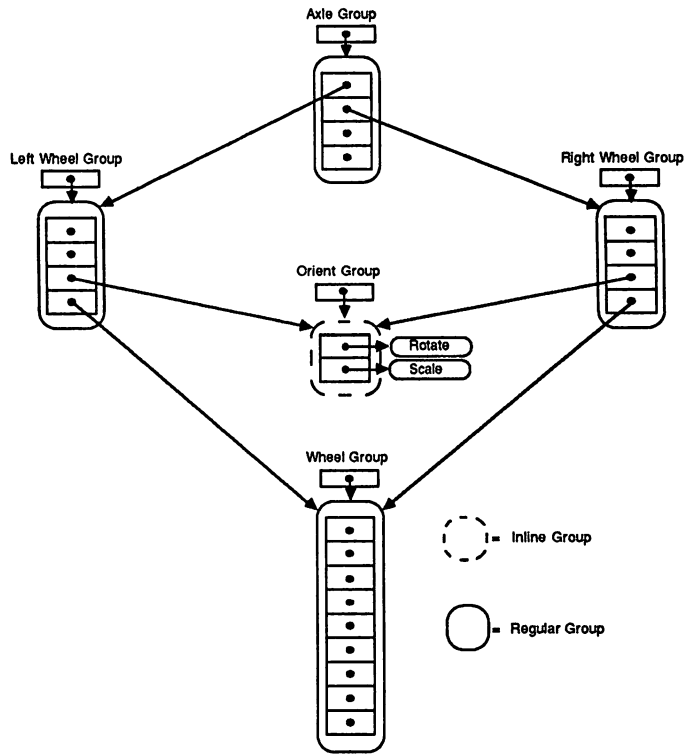 Axle Group
Left Wheel Group
Right Wheel Group
Orient Group
Rotate
Scale
Wheel Group
= Inline Group
= Regular Group